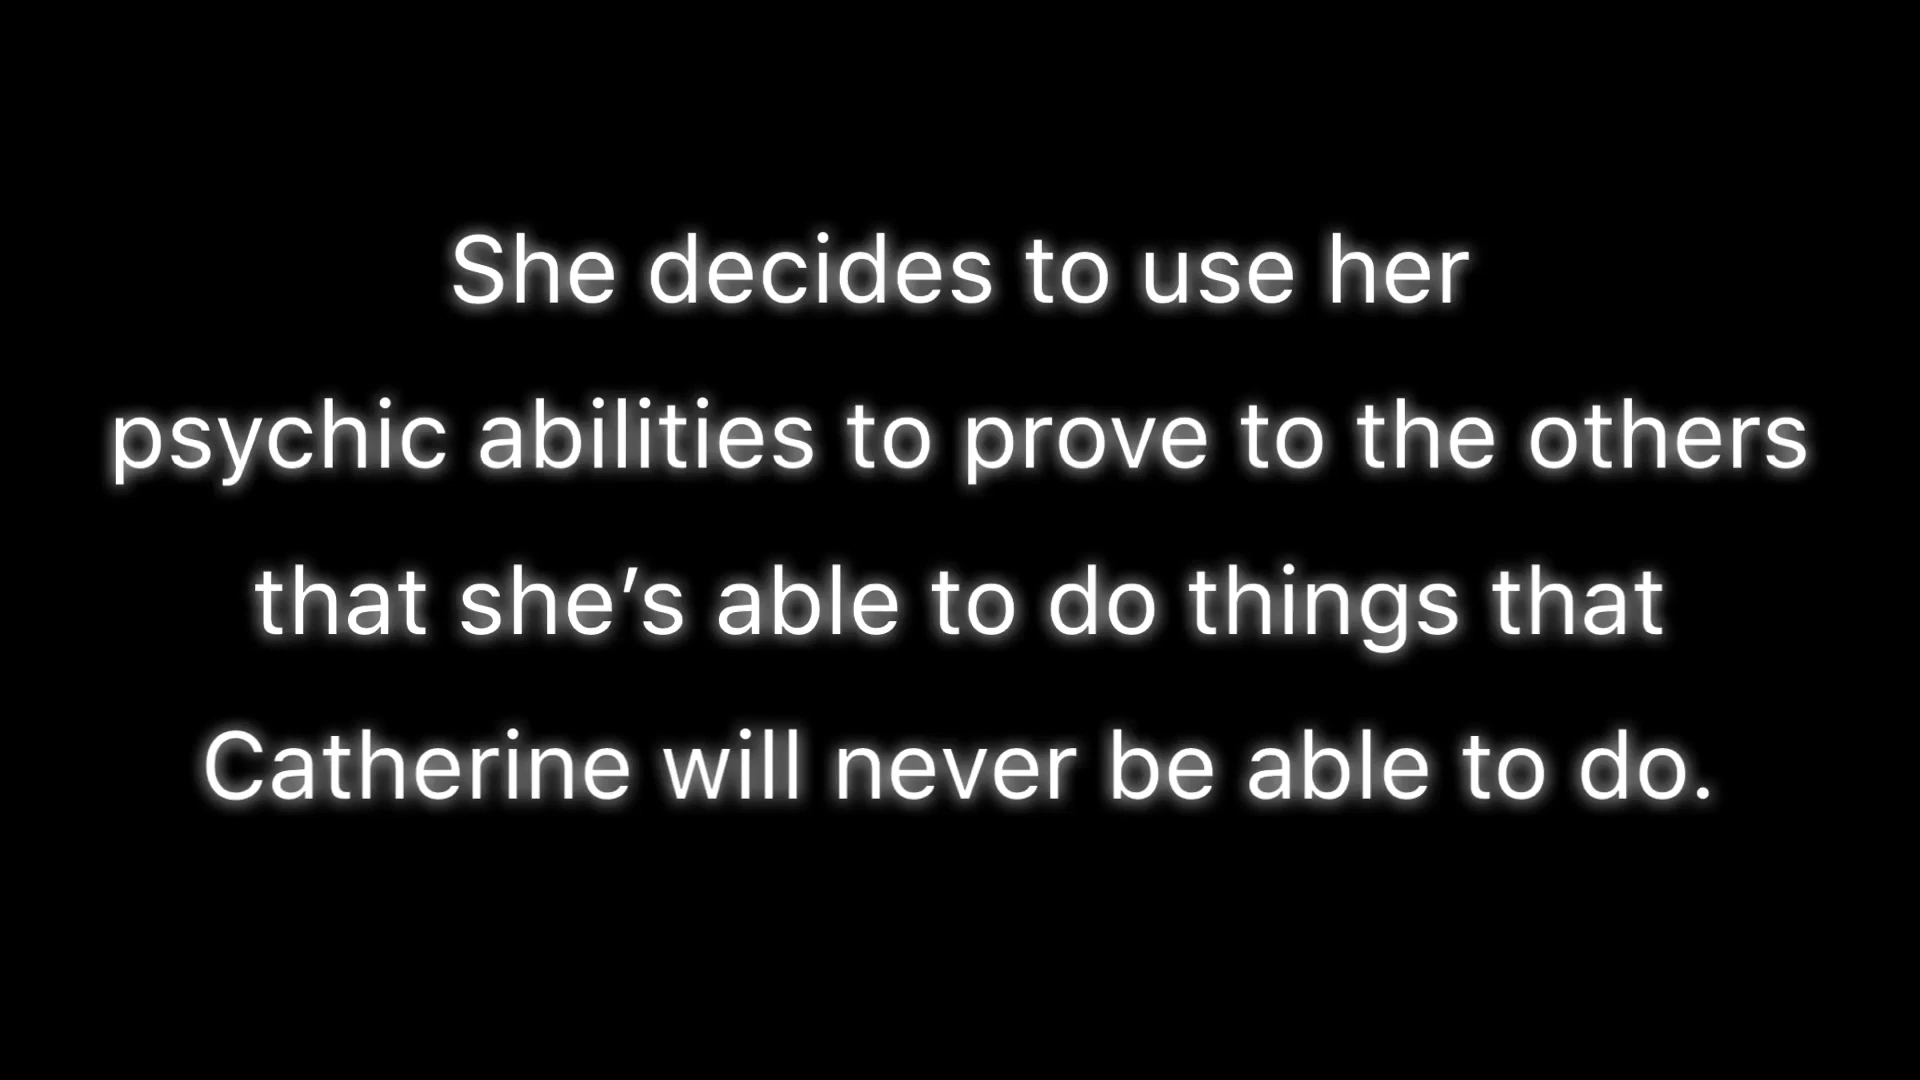 She decides to use her
psychic abilities to prove to the others
that she’s able to do things that
Catherine will never be able to do.